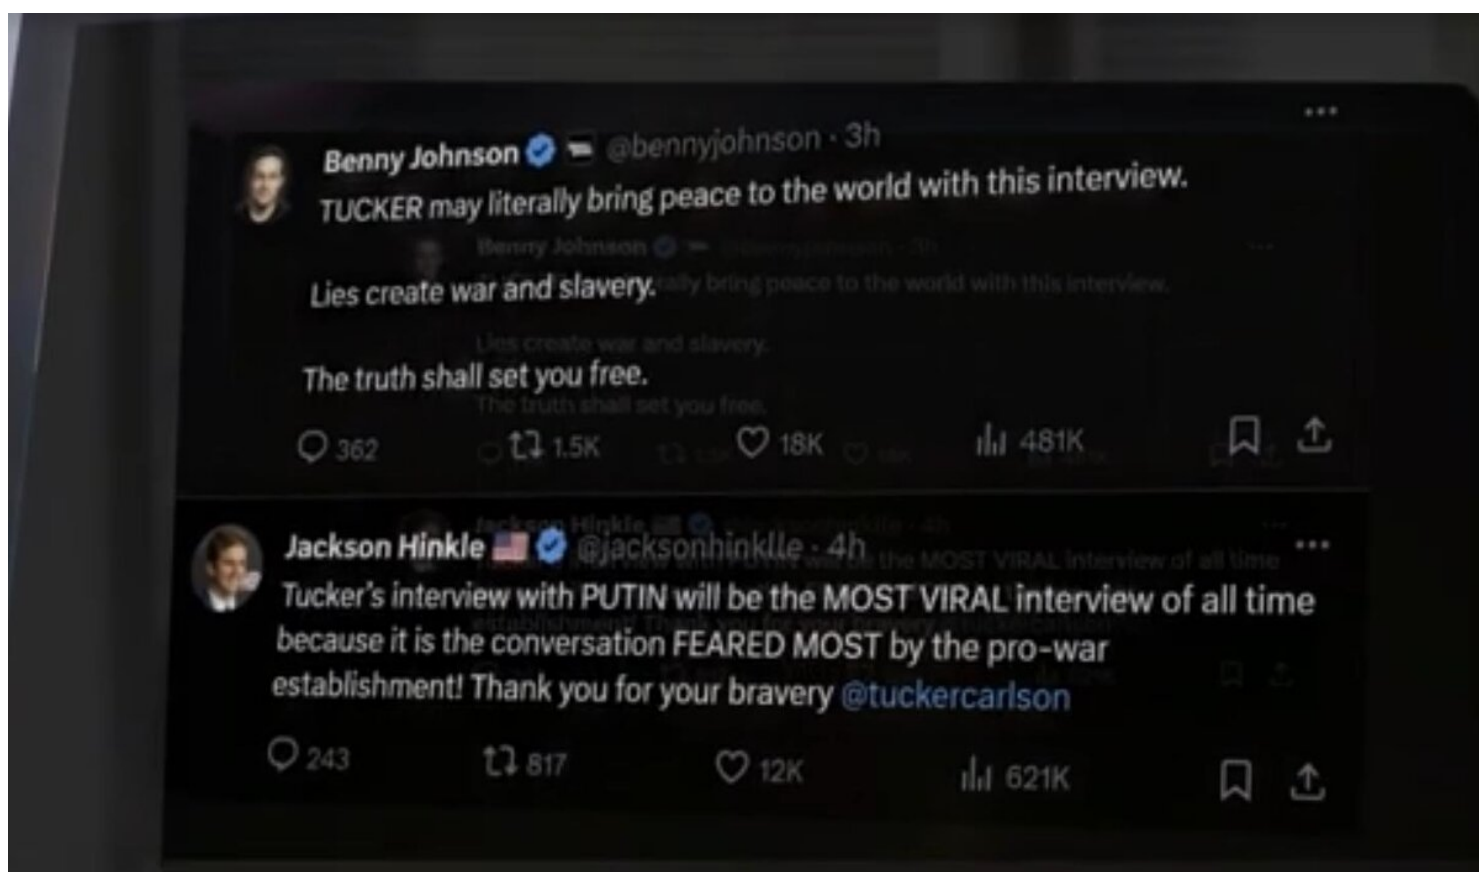 Benny Johnson @bennyjohnson · 3h
TUCKER may literally bring peace to the world with this interview.
Lies create war and slavery.
The truth shall set you free.
362 1.5K 18K 481K
Jackson Hinkle @jacksonhinklle · 4h
Tucker's interview with PUTIN will be the MOST VIRAL interview of all time
because it is the conversation FEARED MOST by the pro-war
establishment! Thank you for your bravery @tuckercarlson
243 817 12K 621K